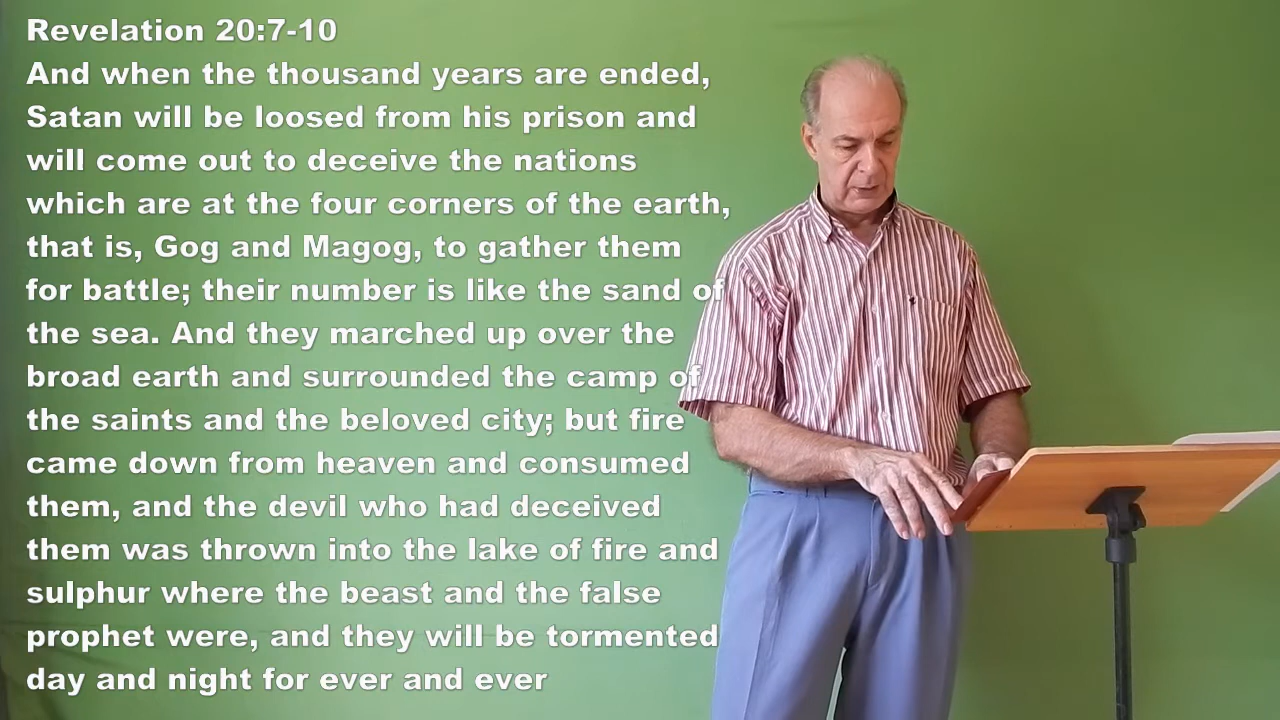 Revelation 20:7-10
And when the thousand years are ended,
Satan will be loosed from his prison and
will come out to deceive the nations
which are at the four corners of the earth,
that is, Gog and Magog, to gather them
for battle; their number is like the sand of
the sea. And they marched up over the
broad earth and surrounded the camp of
the saints and the beloved city; but fire
came down from heaven and consumed
them, and the devil who had deceived
them was thrown into the lake of fire and
sulphur where the beast and the false
prophet were, and they will be tormented
day and night for ever and ever